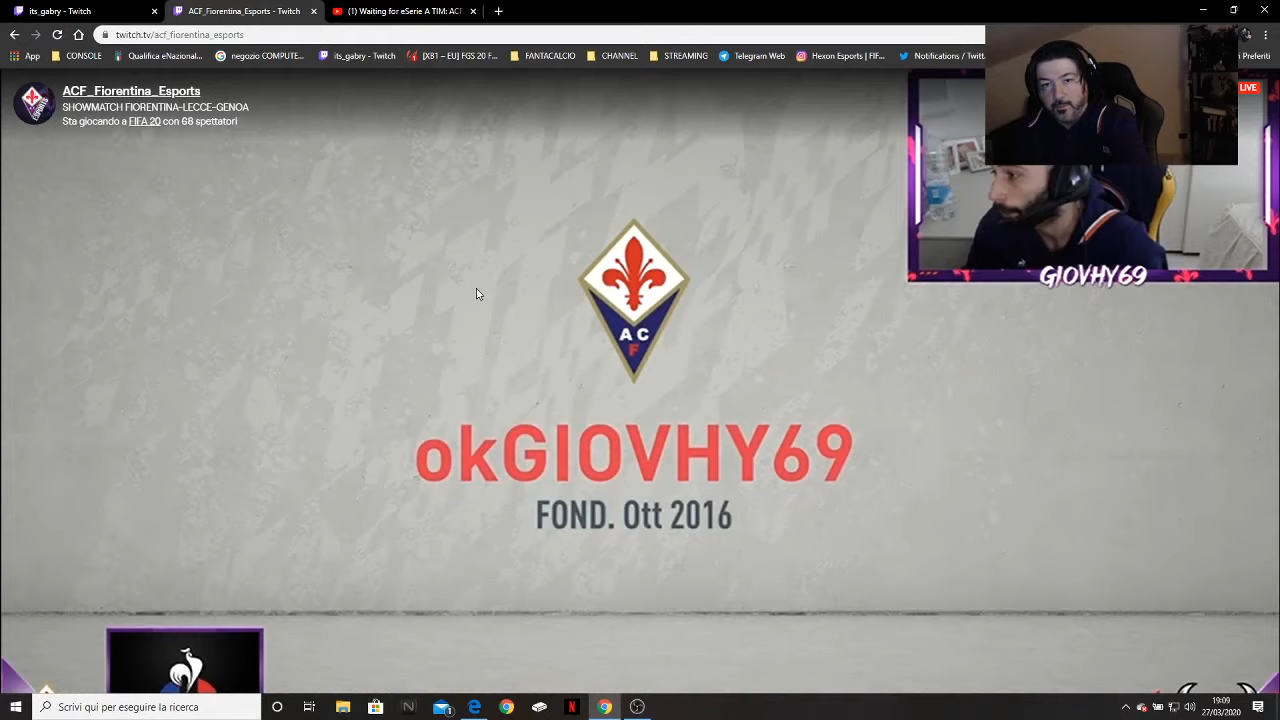 its_gabry - Twitch
ACF_Fiorentina_Esports - Twitch
(1) Waiting for eSerie A TIM: ACF
twitch.tv/acf_fiorentina_esports
App
CONSOLE
Qualifica eNazional...
negozio COMPUTE...
its_gabry - Twitch
[XB1 – EU] FGS 20 F...
FANTACALCIO
CHANNEL
STREAMING
Telegram Web
Hexon Esports | FIF...
Notifications / Twitt
Preferiti
ACF_Fiorentina_Esports
SHOWMATCH FIORENTINA-LECCE-GENOA
Sta giocando a FIFA 20 con 68 spettatori
LIVE
GIOVHY69
AC
F
okGIOVHY69
FOND. Ott 2016
Scrivi qui per eseguire la ricerca
19:09
27/03/2020